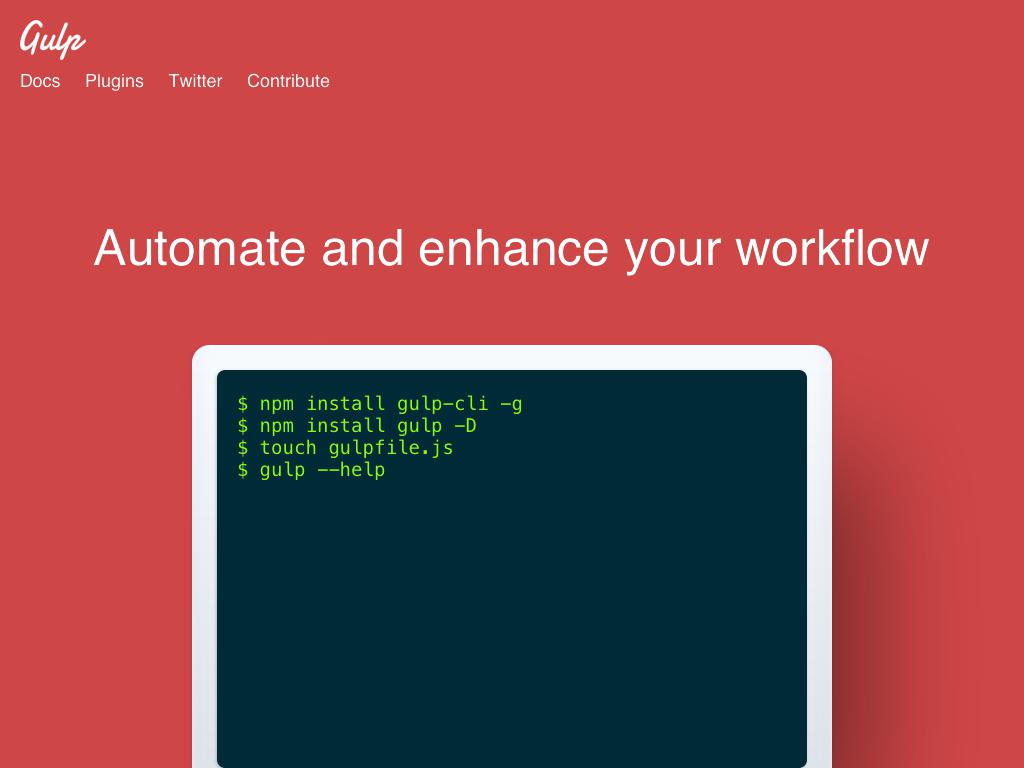 Gulp
Docs Plugins Twitter Contribute
Automate and enhance your workflow
$ npm install gulp-cli -g
$ npm install gulp -D
$ touch gulpfile.js
$ gulp --help